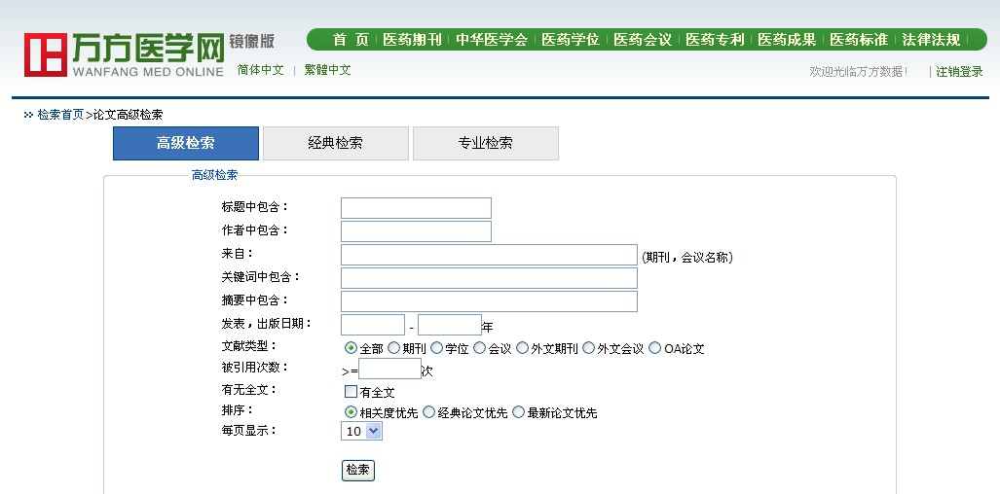 万方医学网 镜像版
WANFANG MED ONLINE
简体中文 | 繁體中文
首 页 | 医药期刊 | 中华医学会 | 医药学位 | 医药会议 | 医药专利 | 医药成果 | 医药标准 | 法律法规 |
欢迎光临万方数据! | 注销登录
检索首页>论文高级检索
高级检索 经典检索 专业检索
高级检索
标题中包含：
作者中包含：
来自： (期刊，会议名称)
关键词中包含：
摘要中包含：
发表，出版日期： - 年
文献类型： 全部 期刊 学位 会议 外文期刊 外文会议 OA论文
被引用次数： >= 次
有无全文： 有全文
排序： 相关度优先 经典论文优先 最新论文优先
每页显示： 10
检索